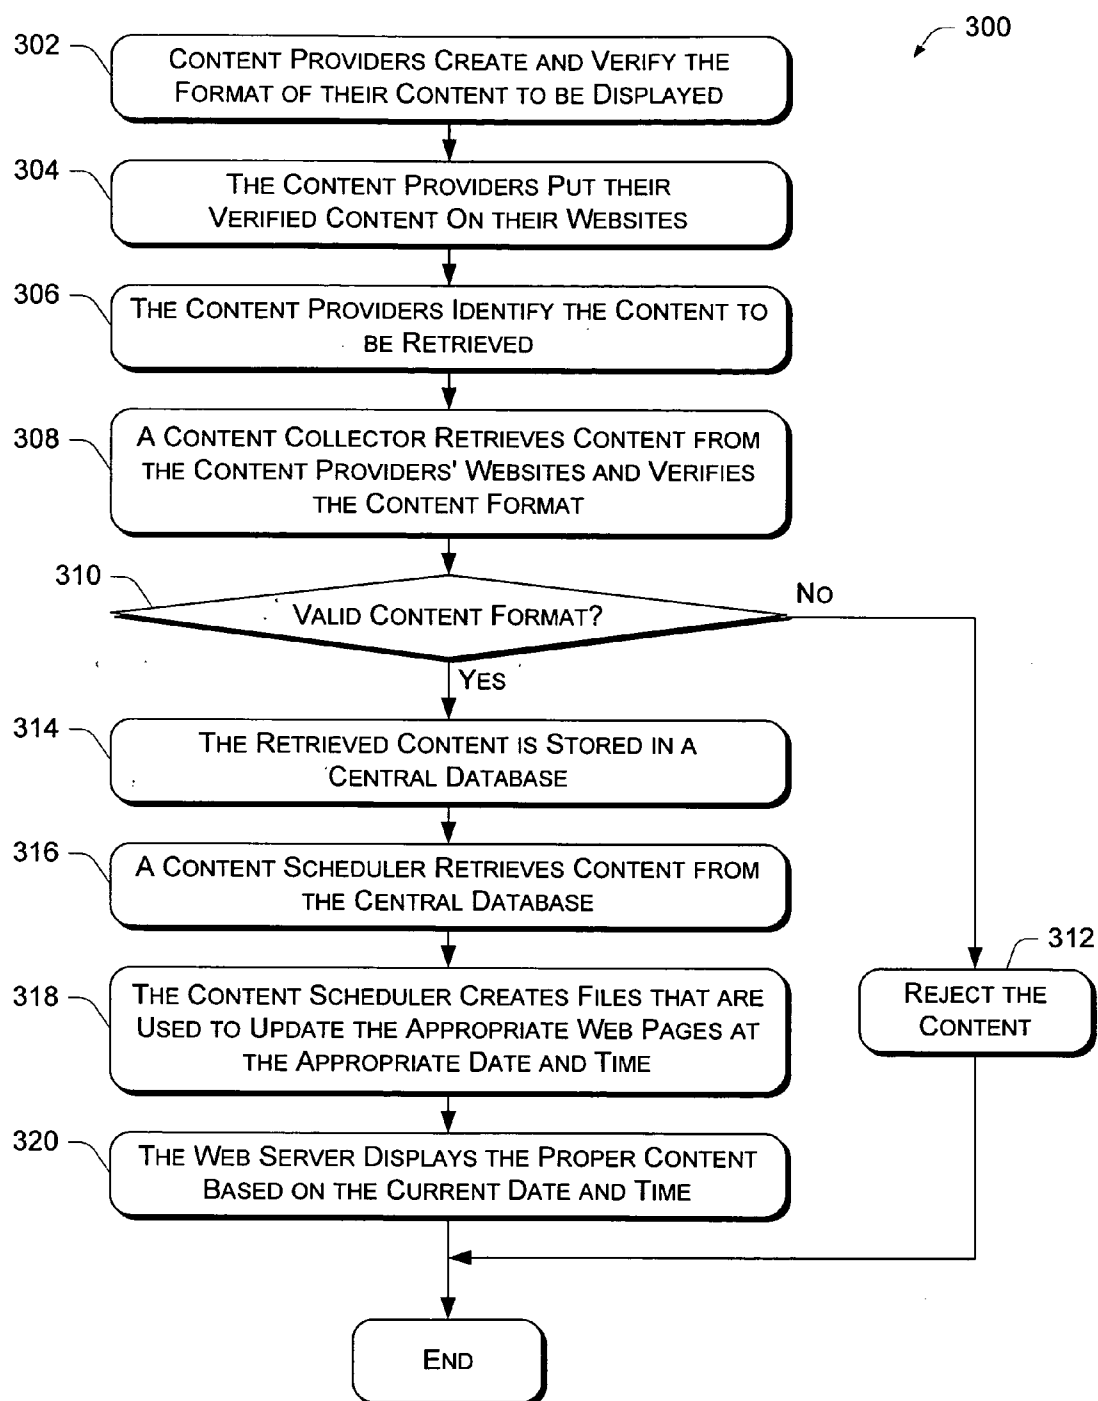 300
302
CONTENT PROVIDERS CREATE AND VERIFY THE
FORMAT OF THEIR CONTENT TO BE DISPLAYED
304
THE CONTENT PROVIDERS PUT THEIR
VERIFIED CONTENT ON THEIR WEBSITES
306
THE CONTENT PROVIDERS IDENTIFY THE CONTENT TO
BE RETRIEVED
308
A CONTENT COLLECTOR RETRIEVES CONTENT FROM
THE CONTENT PROVIDERS' WEBSITES AND VERIFIES
THE CONTENT FORMAT
310
VALID CONTENT FORMAT?
NO
YES
314
THE RETRIEVED CONTENT IS STORED IN A
CENTRAL DATABASE
316
A CONTENT SCHEDULER RETRIEVES CONTENT FROM
THE CENTRAL DATABASE
312
REJECT THE
CONTENT
318
THE CONTENT SCHEDULER CREATES FILES THAT ARE
USED TO UPDATE THE APPROPRIATE WEB PAGES AT
THE APPROPRIATE DATE AND TIME
320
THE WEB SERVER DISPLAYS THE PROPER CONTENT
BASED ON THE CURRENT DATE AND TIME
END